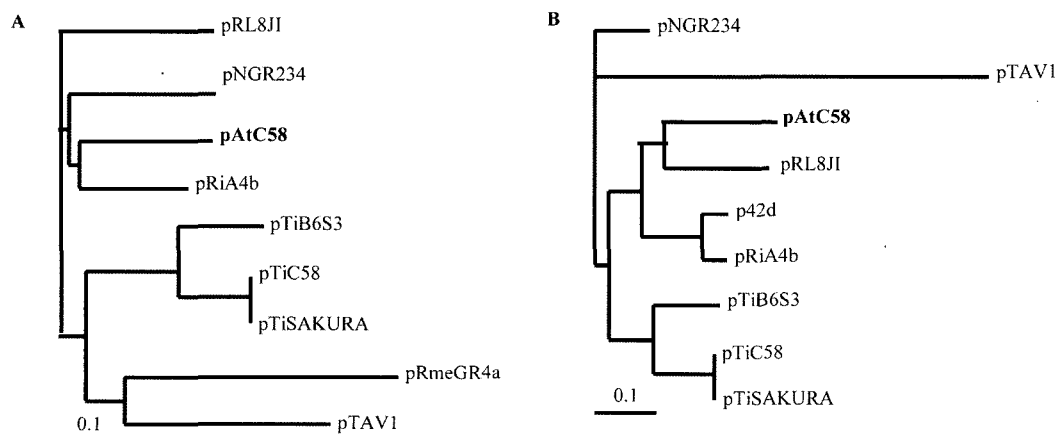 A
pRL8JI
pNGR234
pAtC58
pRiA4b
pTiB6S3
pTiC58
pTiSAKURA
pRmeGR4a
0.1
pTAV1
B
pNGR234
pTAV1
pAtC58
pRL8JI
p42d
pRiA4b
pTiB6S3
pTiC58
0.1
pTiSAKURA